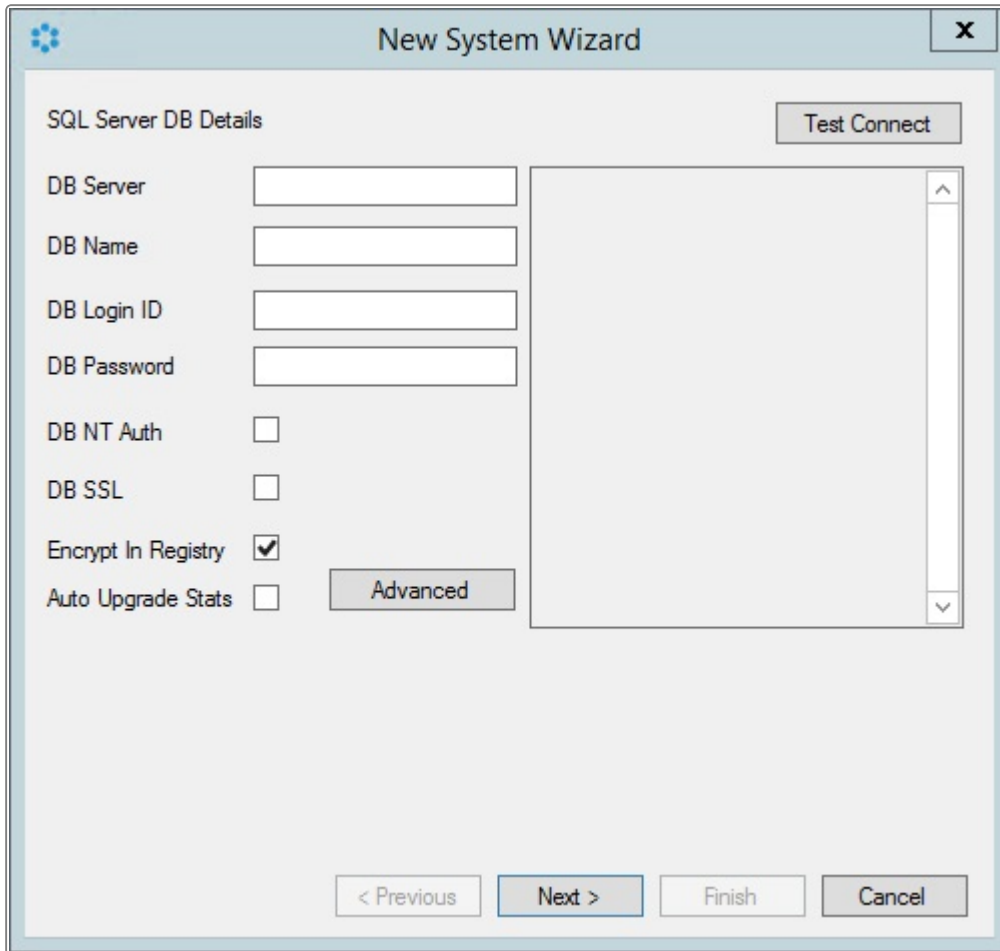 New System Wizard
X
SQL Server DB Details
Test Connect
DB Server
DB Name
DB Login ID
DB Password
DB NT Auth
DB SSL
Encrypt In Registry
Auto Upgrade Stats
Advanced
< Previous
Next >
Finish
Cancel